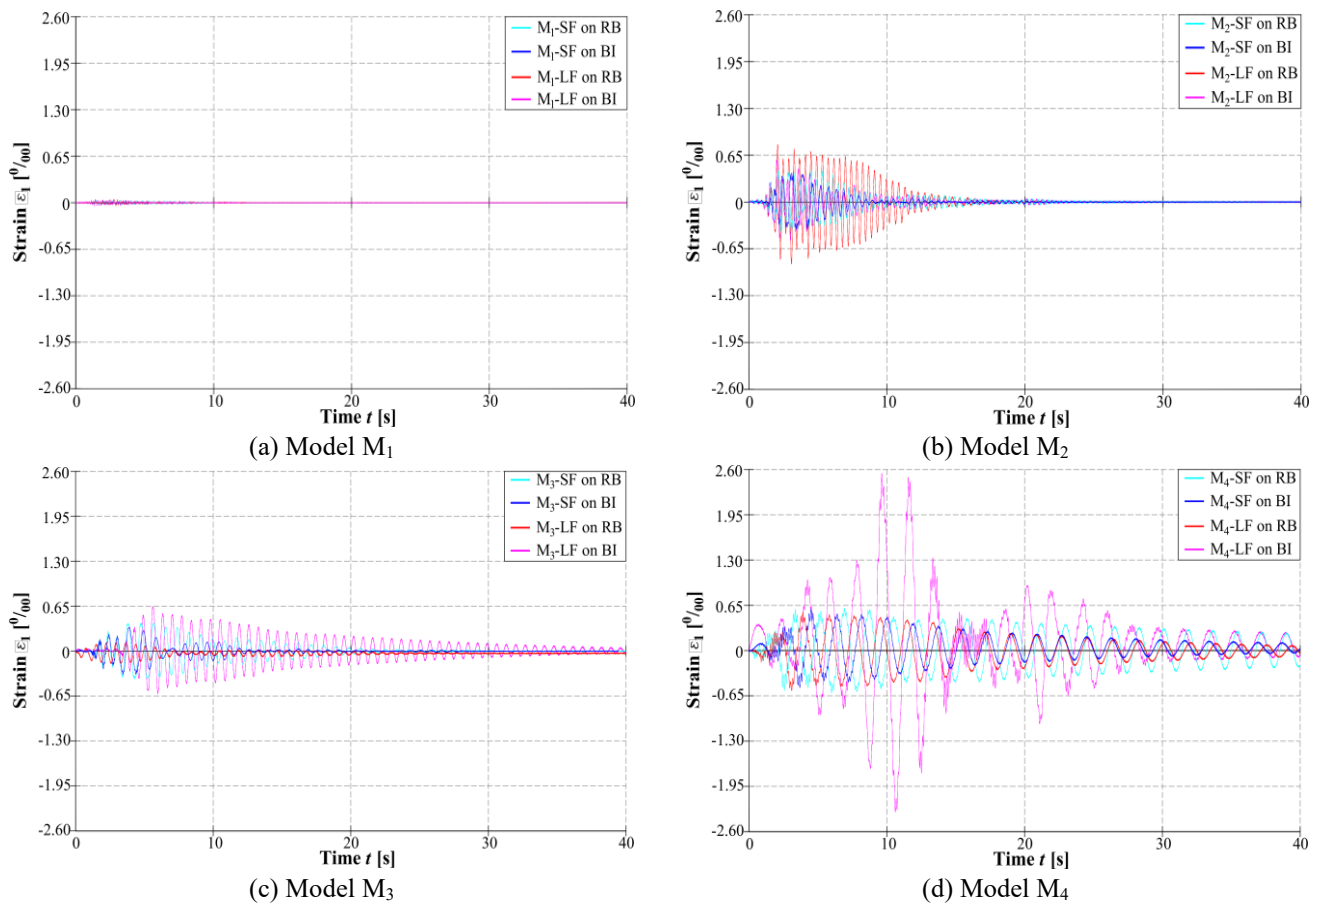 2.60
1.95
1.30
0.65
0
-0.65
-1.30
-1.95
-2.60
Strain ε₁ [⁰/₀₀]
0 10 20 30 40
Time t [s]
M₁-SF on RB
M₁-SF on BI
M₁-LF on RB
M₁-LF on BI
(a) Model M₁
2.60
1.95
1.30
0.65
0
-0.65
-1.30
-1.95
-2.60
Strain ε₁ [⁰/₀₀]
0 10 20 30 40
Time t [s]
M₂-SF on RB
M₂-SF on BI
M₂-LF on RB
M₂-LF on BI
(b) Model M₂
2.60
1.95
1.30
0.65
0
-0.65
-1.30
-1.95
-2.60
Strain ε₁ [⁰/₀₀]
0 10 20 30 40
Time t [s]
M₃-SF on RB
M₃-SF on BI
M₃-LF on RB
M₃-LF on BI
(c) Model M₃
2.60
1.95
1.30
0.65
0
-0.65
-1.30
-1.95
-2.60
Strain ε₁ [⁰/₀₀]
0 10 20 30 40
Time t [s]
M₄-SF on RB
M₄-SF on BI
M₄-LF on RB
M₄-LF on BI
(d) Model M₄